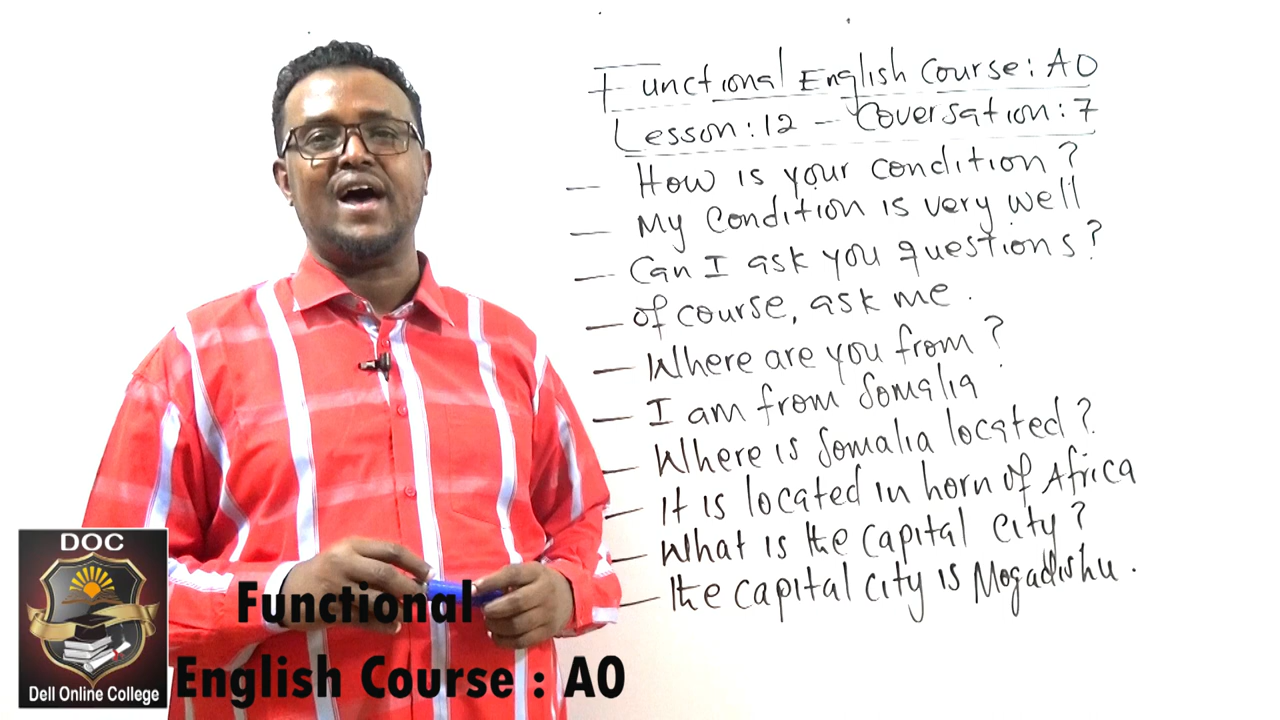 Functional English Course: A0
Lesson: 12 - Coversation: 7
- How is your condition?
- My condition is very well
- Can I ask you questions?
- of course, ask me.
- Where are you from?
- I am from Somalia
- Where is Somalia located?
- It is located in horn of Africa
- What is the capital city?
- the capital city is Mogadishu.
DOC
Dell Online College
Functional
English Course : A0